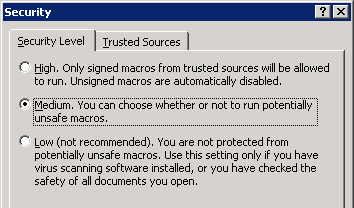 Security
Security Level Trusted Sources
High. Only signed macros from trusted sources will be allowed
to run. Unsigned macros are automatically disabled.
Medium. You can choose whether or not to run potentially
unsafe macros.
Low (not recommended). You are not protected from
potentially unsafe macros. Use this setting only if you have
virus scanning software installed, or you have checked the
safety of all documents you open.